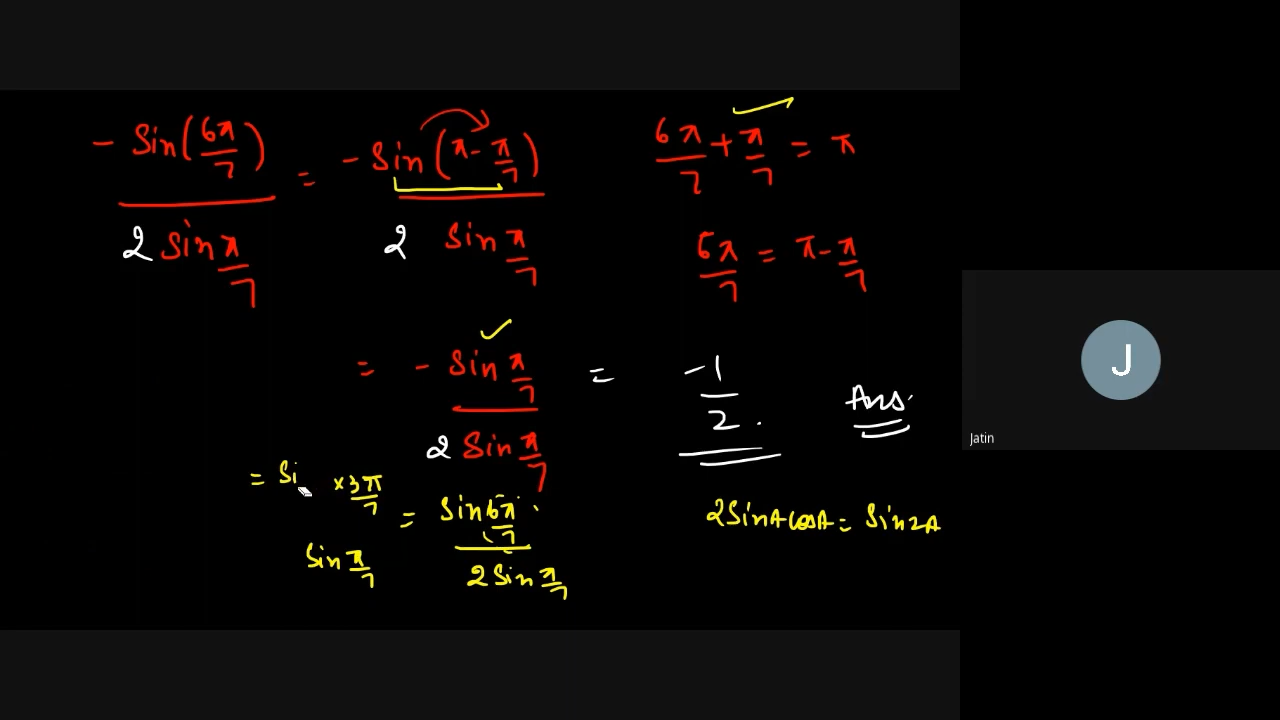 - Sin(6π/7) / 2 Sin π/7 = - Sin(π - π/7) / 2 Sin π/7
6π/7 + π/7 = π
6π/7 = π - π/7
= - Sin π/7 / 2 Sin π/7 = -1/2. Ans.
= Si × 3π/7 / Sin π/7 = Sin 6π/7 / 2 Sin π/7
2SinA cosA = Sin2A
J
Jatin